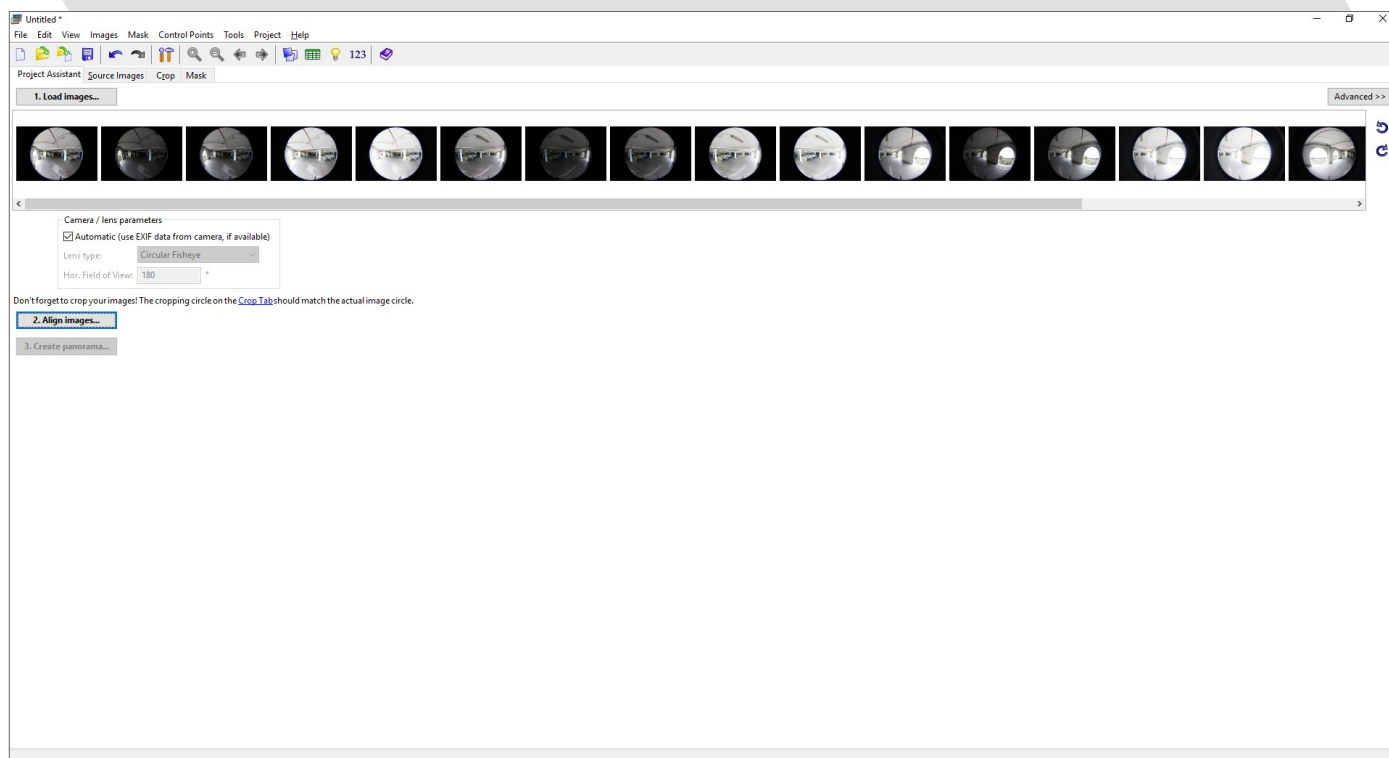 Untitled *
File Edit View Images Mask Control Points Tools Project Help
123
Project Assistant Source Images Crop Mask
1. Load images...
Advanced >>
Camera / lens parameters
Automatic (use EXIF data from camera, if available)
Lens type: Circular Fisheye
Hor. Field of View: 180 °
Don't forget to crop your images! The cropping circle on the Crop Tab should match the actual image circle.
2. Align images...
3. Create panorama...